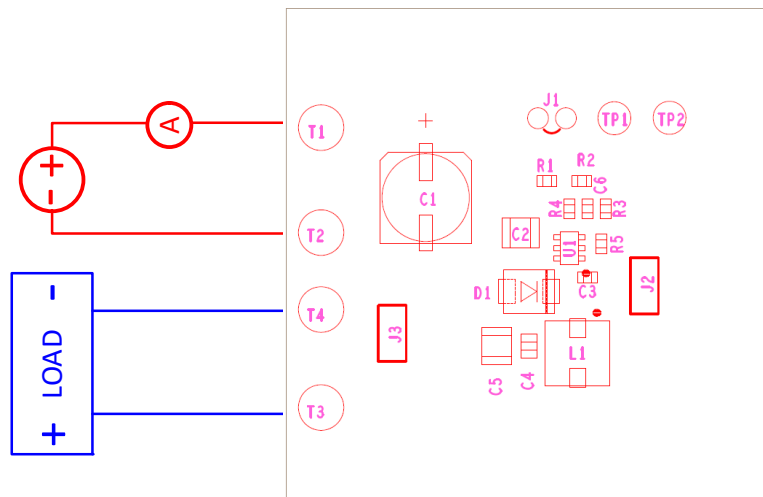 J1
A
T1
+
TP1
TP2
+
-
R1
R2
C6
C1
R4
R3
T2
C2
U1
R5
-
D1
C3
J2
T4
J3
LOAD
L1
C5
C4
T3
+